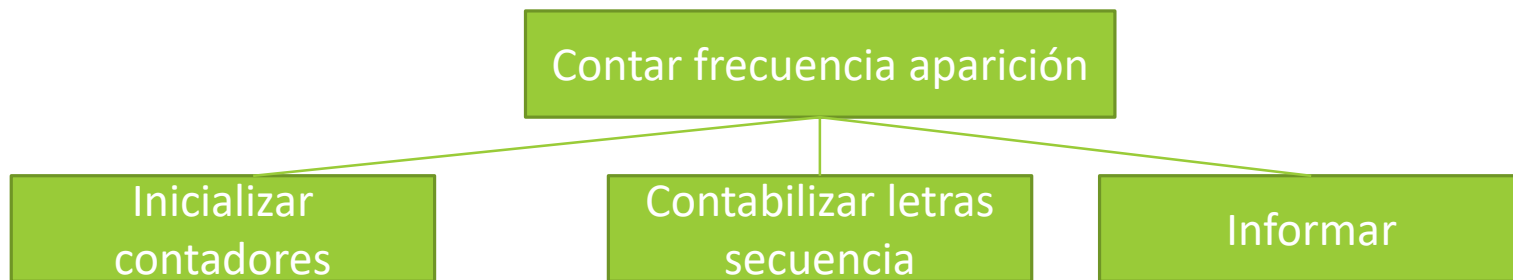 Contar frecuencia aparición
Inicializar
contadores
Contabilizar letras
secuencia
Informar